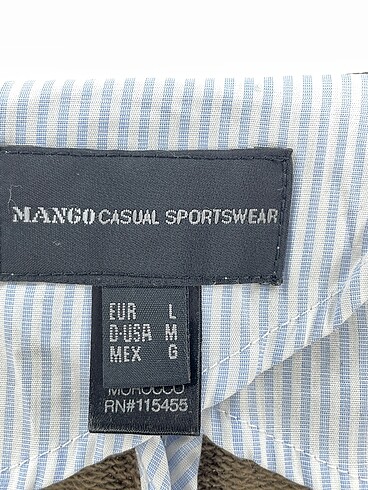 MANGO CASUAL SPORTSWEAR
EUR L
D·USA M
MEX G
MOROCCO
RN#115455